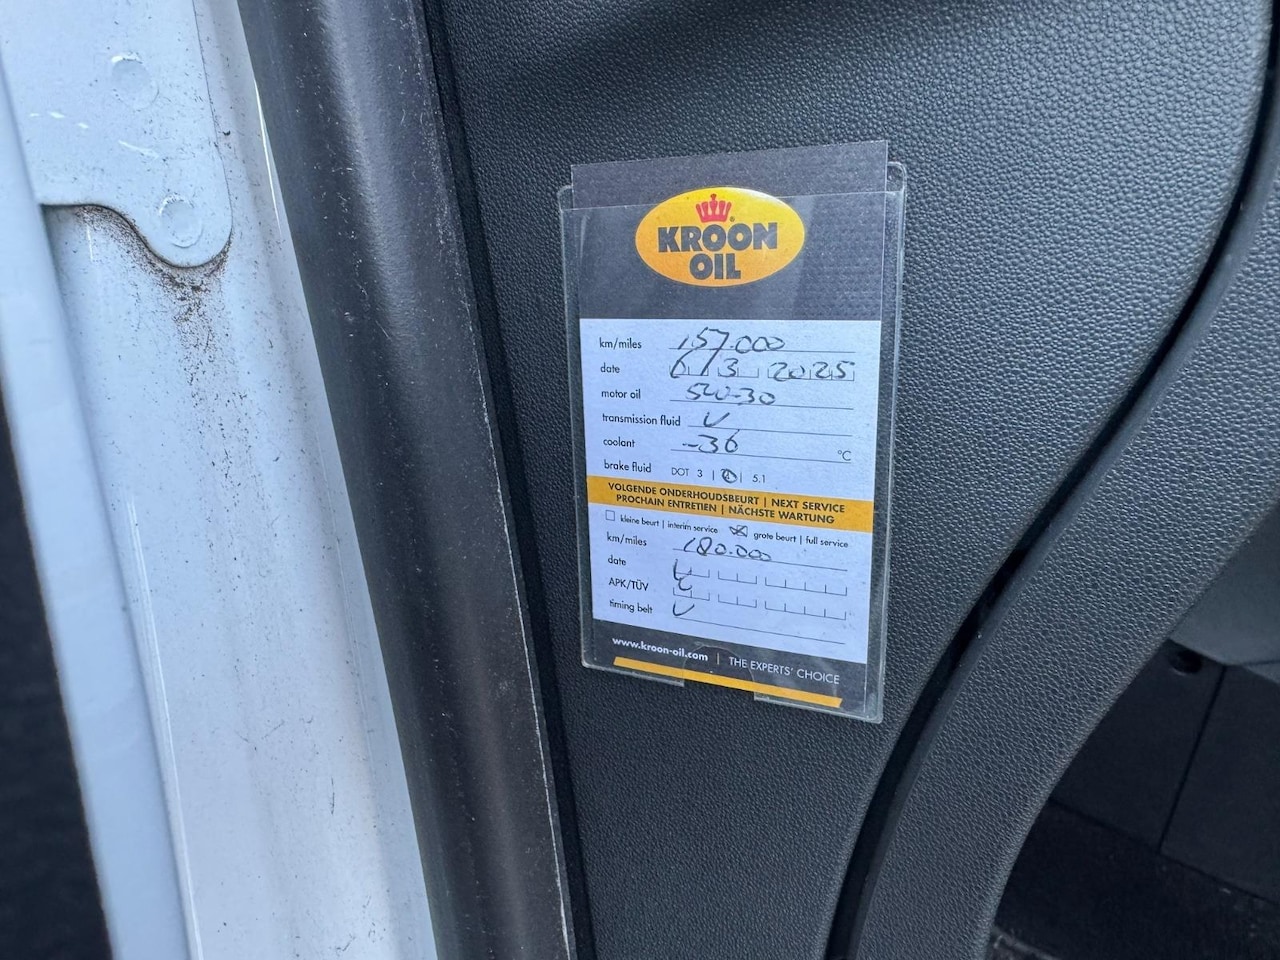 KROON
OIL
km/miles 157.000
date 6/3 2025
motor oil 5W-30
transmission fluid V
coolant -36 °C
brake fluid DOT 3 | 4 | 5.1
VOLGENDE ONDERHOUDSBEURT | NEXT SERVICE
PROCHAIN ENTRETIEN | NÄCHSTE WARTUNG
kleine beurt | interim service grote beurt | full service
km/miles 180.000
date
APK/TÜV
timing belt V
www.kroon-oil.com | THE EXPERTS' CHOICE